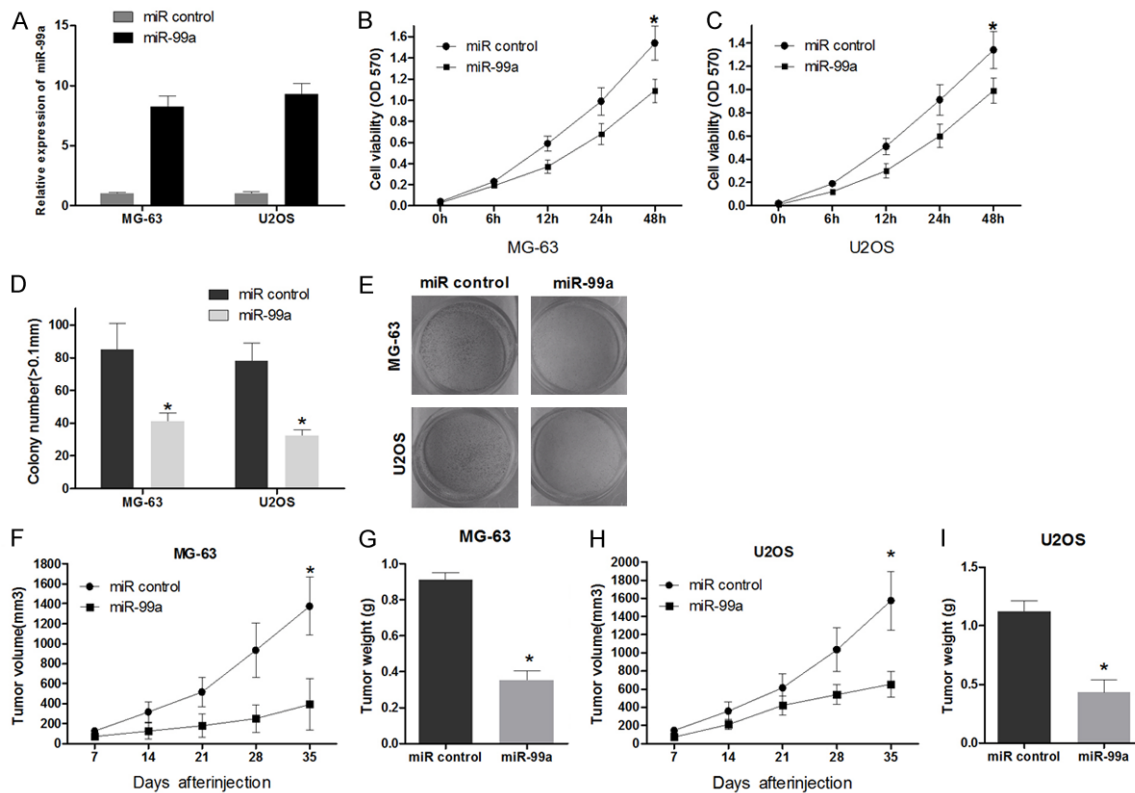 A
miR control
miR-99a
Relative expression of miR-99a
15
10
5
0
MG-63
U2OS
B
miR control
miR-99a
*
Cell viability (OD 570)
1.6
1.4
1.2
1.0
0.8
0.6
0.4
0.2
0.0
0h
6h
12h
24h
48h
MG-63
C
miR control
miR-99a
*
Cell viability (OD 570)
1.4
1.2
1.0
0.8
0.6
0.4
0.2
0.0
0h
6h
12h
24h
48h
U2OS
D
miR control
miR-99a
Colony number(>0.1mm)
100
80
60
40
20
0
*
*
MG-63
U2OS
E
miR control
miR-99a
MG-63
U2OS
F
MG-63
miR control
miR-99a
*
Tumor volume(mm3)
1800
1600
1400
1200
1000
800
600
400
200
0
7
14
21
28
35
Days afterinjection
G
MG-63
Tumor weight (g)
1.0
0.8
0.6
0.4
0.2
0.0
*
miR control
miR-99a
H
U2OS
miR control
miR-99a
*
Tumor volume(mm3)
2000
1800
1600
1400
1200
1000
800
600
400
200
0
7
14
21
28
35
Days afterinjection
I
U2OS
Tumor weight (g)
1.5
1.0
0.5
0.0
*
miR control
miR-99a